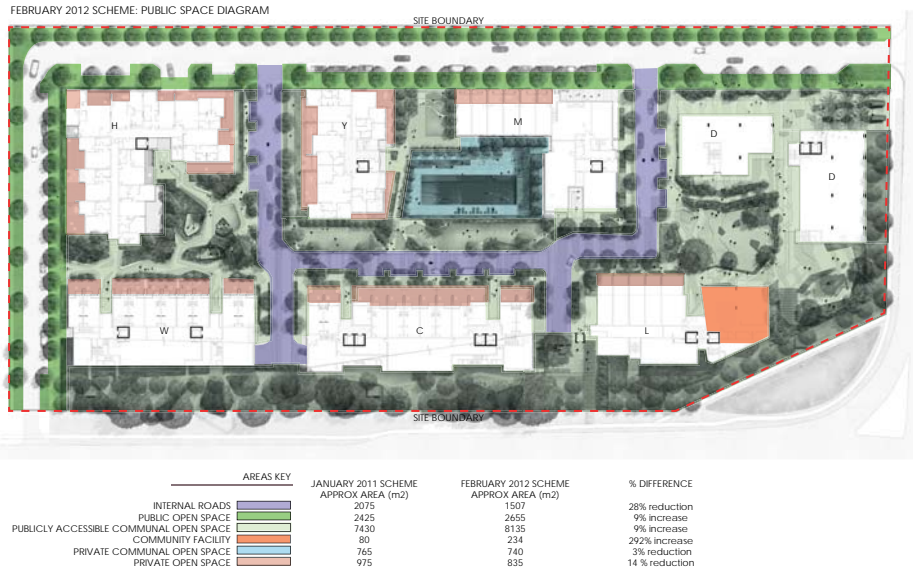 FEBRUARY 2012 SCHEME: PUBLIC SPACE DIAGRAM
SITE BOUNDARY
H
Y
M
D
D
W
C
L
SITE BOUNDARY
AREAS KEY
JANUARY 2011 SCHEME FEBRUARY 2012 SCHEME % DIFFERENCE
APPROX AREA (m2) APPROX AREA (m2)
INTERNAL ROADS 2075 1507 28% reduction
PUBLIC OPEN SPACE 2425 2655 9% increase
PUBLICLY ACCESSIBLE COMMUNAL OPEN SPACE 7430 8135 9% increase
COMMUNITY FACILITY 80 234 292% increase
PRIVATE COMMUNAL OPEN SPACE 765 740 3% reduction
PRIVATE OPEN SPACE 975 835 14 % reduction